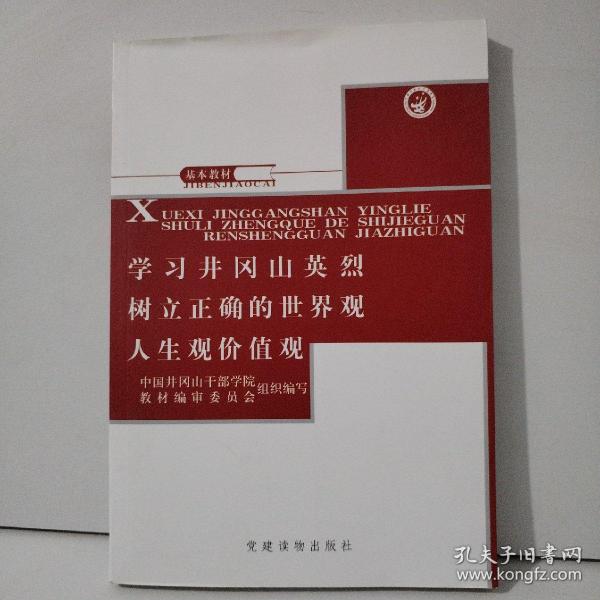 基本教材
JIBENJIAOCAI
XUEXI JINGGANGSHAN YINGLIE
SHULI ZHENGQUE DE SHIJIEGUAN
RENSHENGGUAN JIAZHIGUAN
学习井冈山英烈
树立正确的世界观
人生观价值观
中国井冈山干部学院
教材编审委员会 组织编写
党建读物出版社
孔夫子旧书网
www.kongfz.com